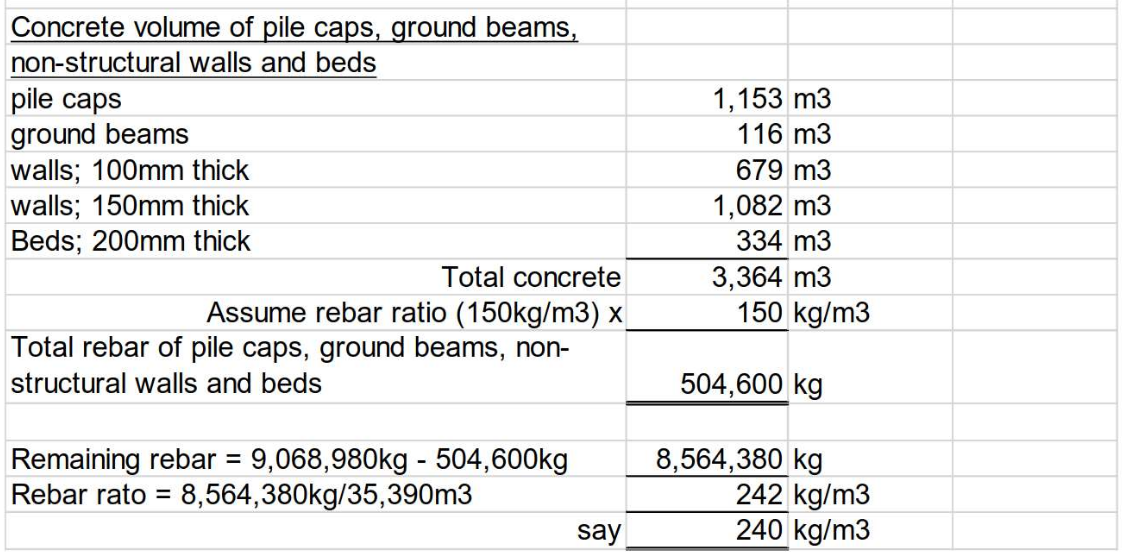 Concrete volume of pile caps, ground beams,
non-structural walls and beds
pile caps 1,153 m3
ground beams 116 m3
walls; 100mm thick 679 m3
walls; 150mm thick 1,082 m3
Beds; 200mm thick 334 m3
Total concrete 3,364 m3
Assume rebar ratio (150kg/m3) x 150 kg/m3
Total rebar of pile caps, ground beams, non-
structural walls and beds 504,600 kg
Remaining rebar = 9,068,980kg - 504,600kg 8,564,380 kg
Rebar rato = 8,564,380kg/35,390m3 242 kg/m3
say 240 kg/m3